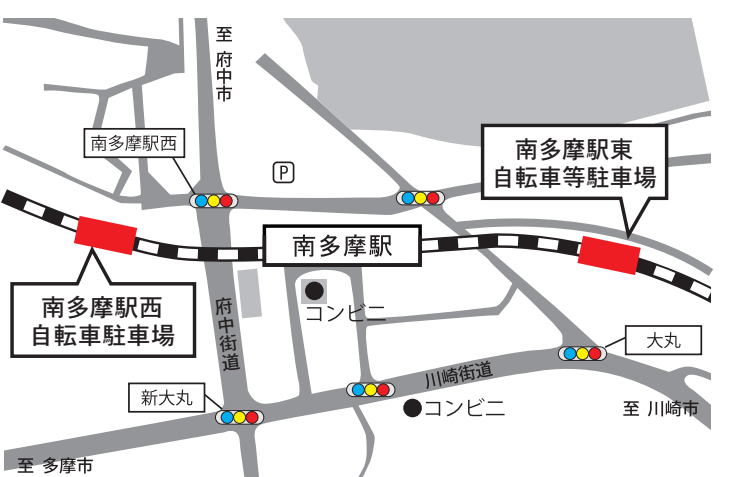 至
府
中
市
南多摩駅西
P
南多摩駅東
自転車等駐車場
南多摩駅
南多摩駅西
自転車駐車場
コンビニ
府中街道
大丸
川崎街道
新大丸
コンビニ
至 川崎市
至 多摩市